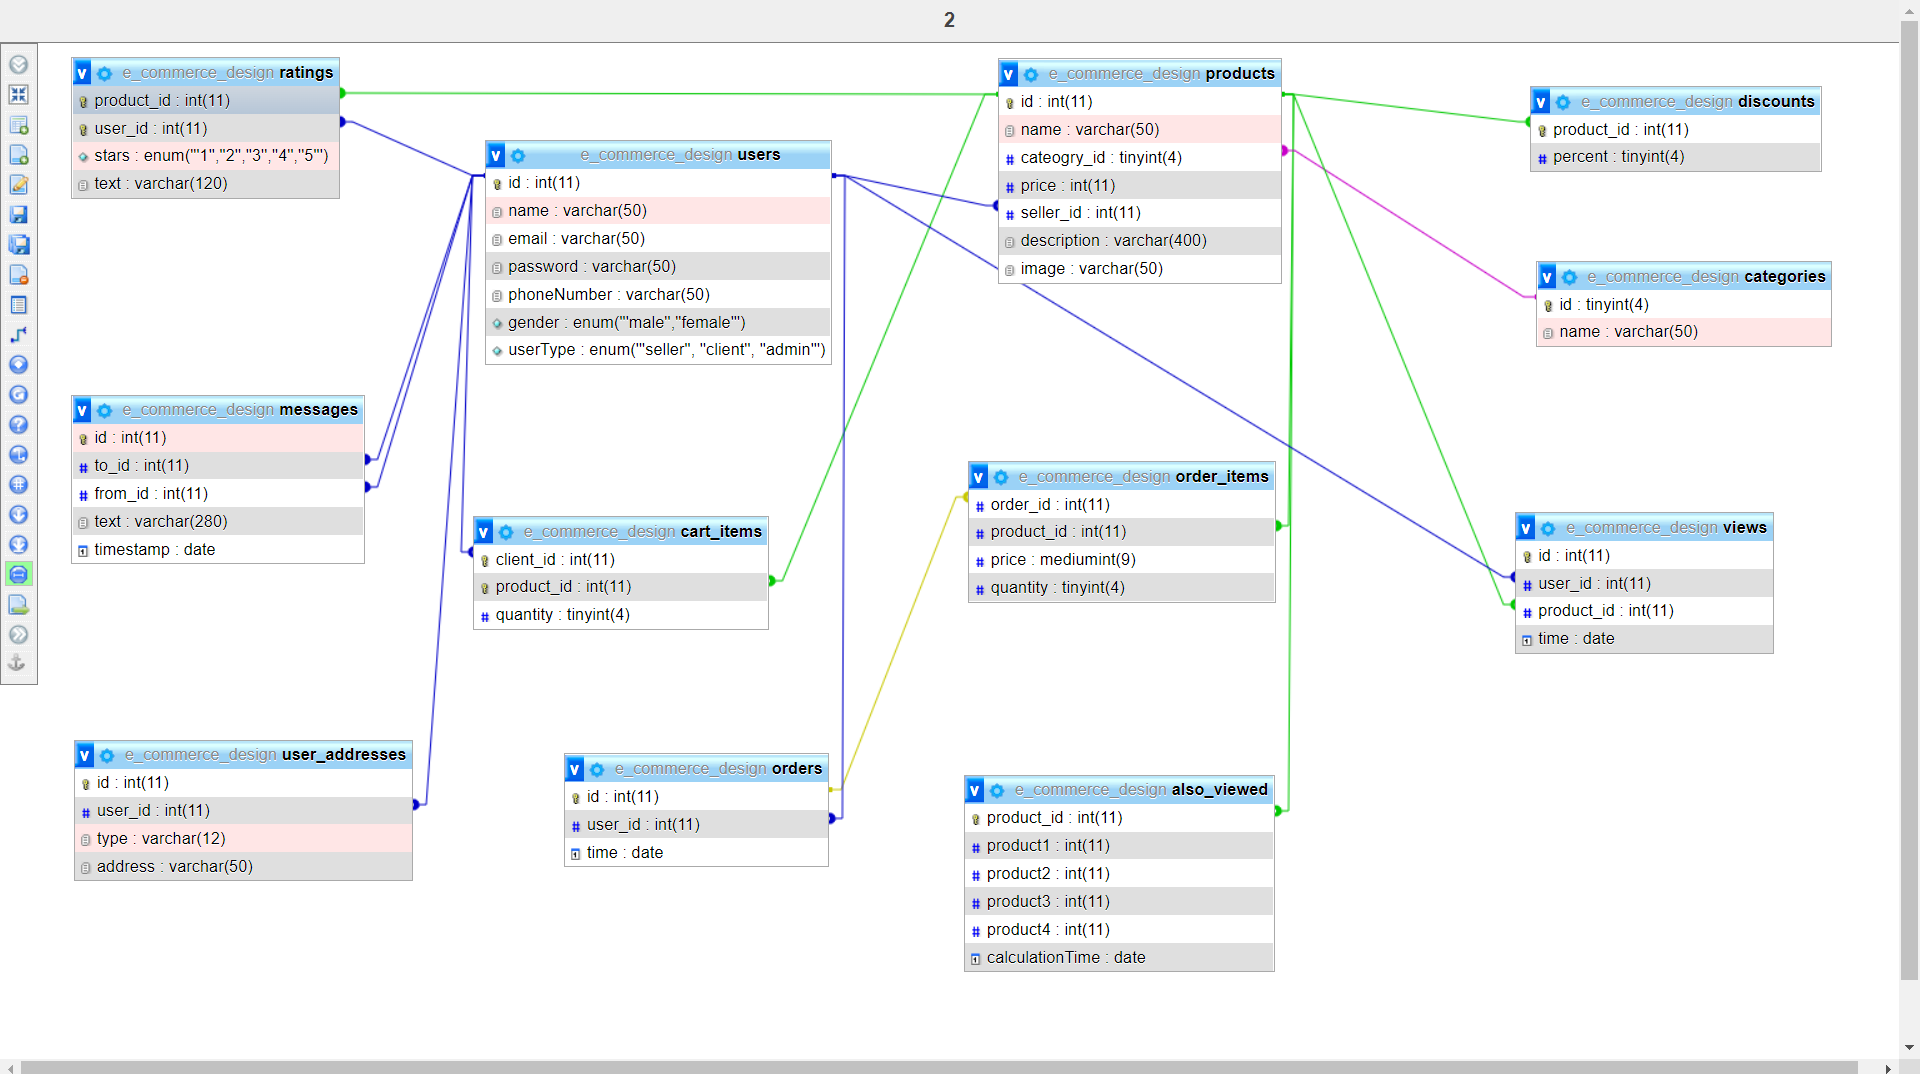 2
e_commerce_design ratings
product_id : int(11)
user_id : int(11)
stars : enum('"1","2","3","4","5"')
text : varchar(120)
e_commerce_design users
id : int(11)
name : varchar(50)
email : varchar(50)
password : varchar(50)
phoneNumber : varchar(50)
gender : enum('"male","female"')
userType : enum('"seller", "client", "admin"')
e_commerce_design products
id : int(11)
name : varchar(50)
cateogry_id : tinyint(4)
price : int(11)
seller_id : int(11)
description : varchar(400)
image : varchar(50)
e_commerce_design discounts
product_id : int(11)
percent : tinyint(4)
e_commerce_design categories
id : tinyint(4)
name : varchar(50)
e_commerce_design messages
id : int(11)
to_id : int(11)
from_id : int(11)
text : varchar(280)
timestamp : date
e_commerce_design cart_items
client_id : int(11)
product_id : int(11)
quantity : tinyint(4)
e_commerce_design order_items
order_id : int(11)
product_id : int(11)
price : mediumint(9)
quantity : tinyint(4)
e_commerce_design views
id : int(11)
user_id : int(11)
product_id : int(11)
time : date
e_commerce_design user_addresses
id : int(11)
user_id : int(11)
type : varchar(12)
address : varchar(50)
e_commerce_design orders
id : int(11)
user_id : int(11)
time : date
e_commerce_design also_viewed
product_id : int(11)
product1 : int(11)
product2 : int(11)
product3 : int(11)
product4 : int(11)
calculationTime : date